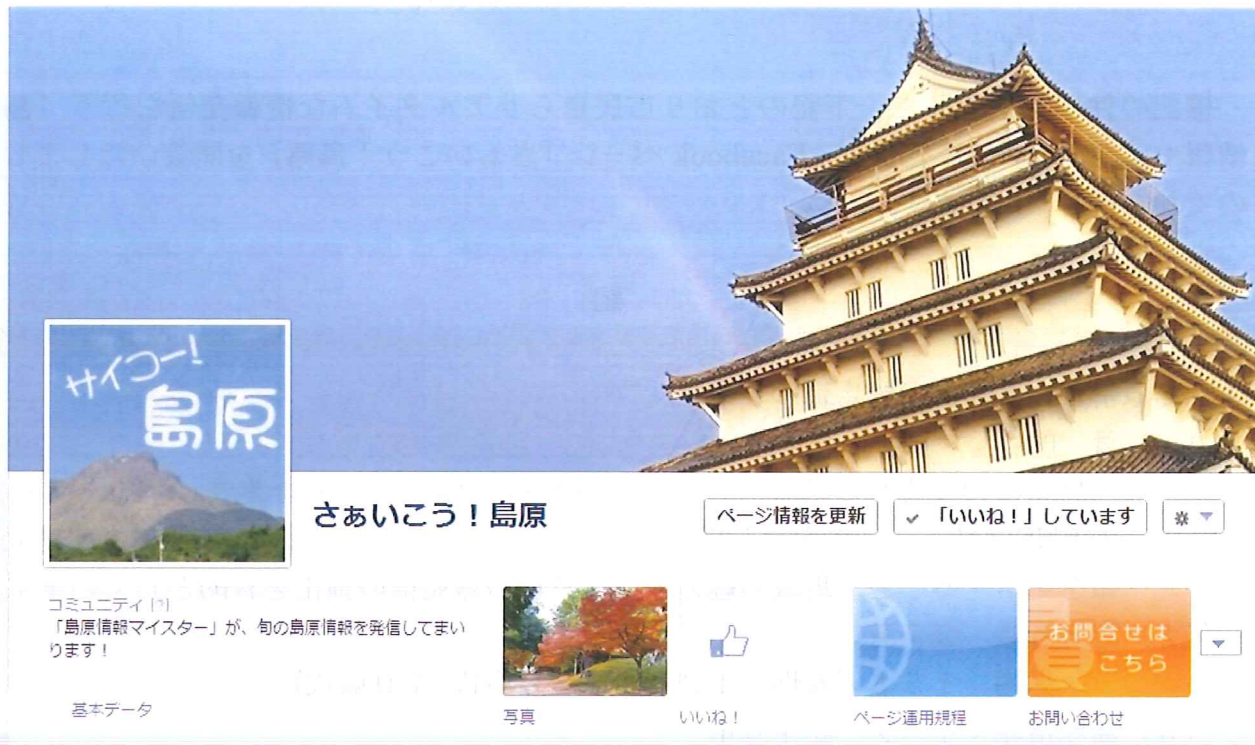 サイコー!
島原
さぁいこう！島原
ページ情報を更新
✓ 「いいね！」しています
コミュニティ [?]
「島原情報マイスター」が、旬の島原情報を発信してまい
ります！
基本データ
写真
いいね！
ページ運用規程
お問合せは
こちら
お問い合わせ